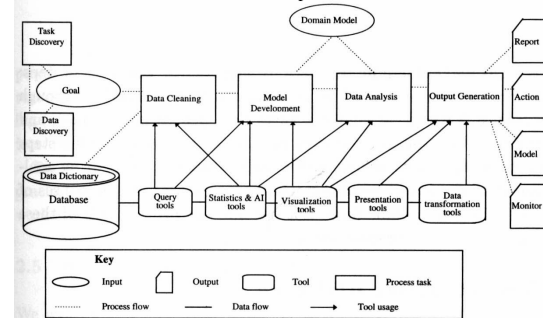 Domain Model
Task
Discovery
Report
Goal
Data Cleaning
Model
Development
Data Analysis
Output Generation
Action
Data
Discovery
Model
Data Dictionary
Database
Query
tools
Statistics & AI
tools
Visualization
tools
Presentation
tools
Data
transformation
tools
Monitor
Key
Input
Output
Tool
Process task
Process flow
Data flow
Tool usage